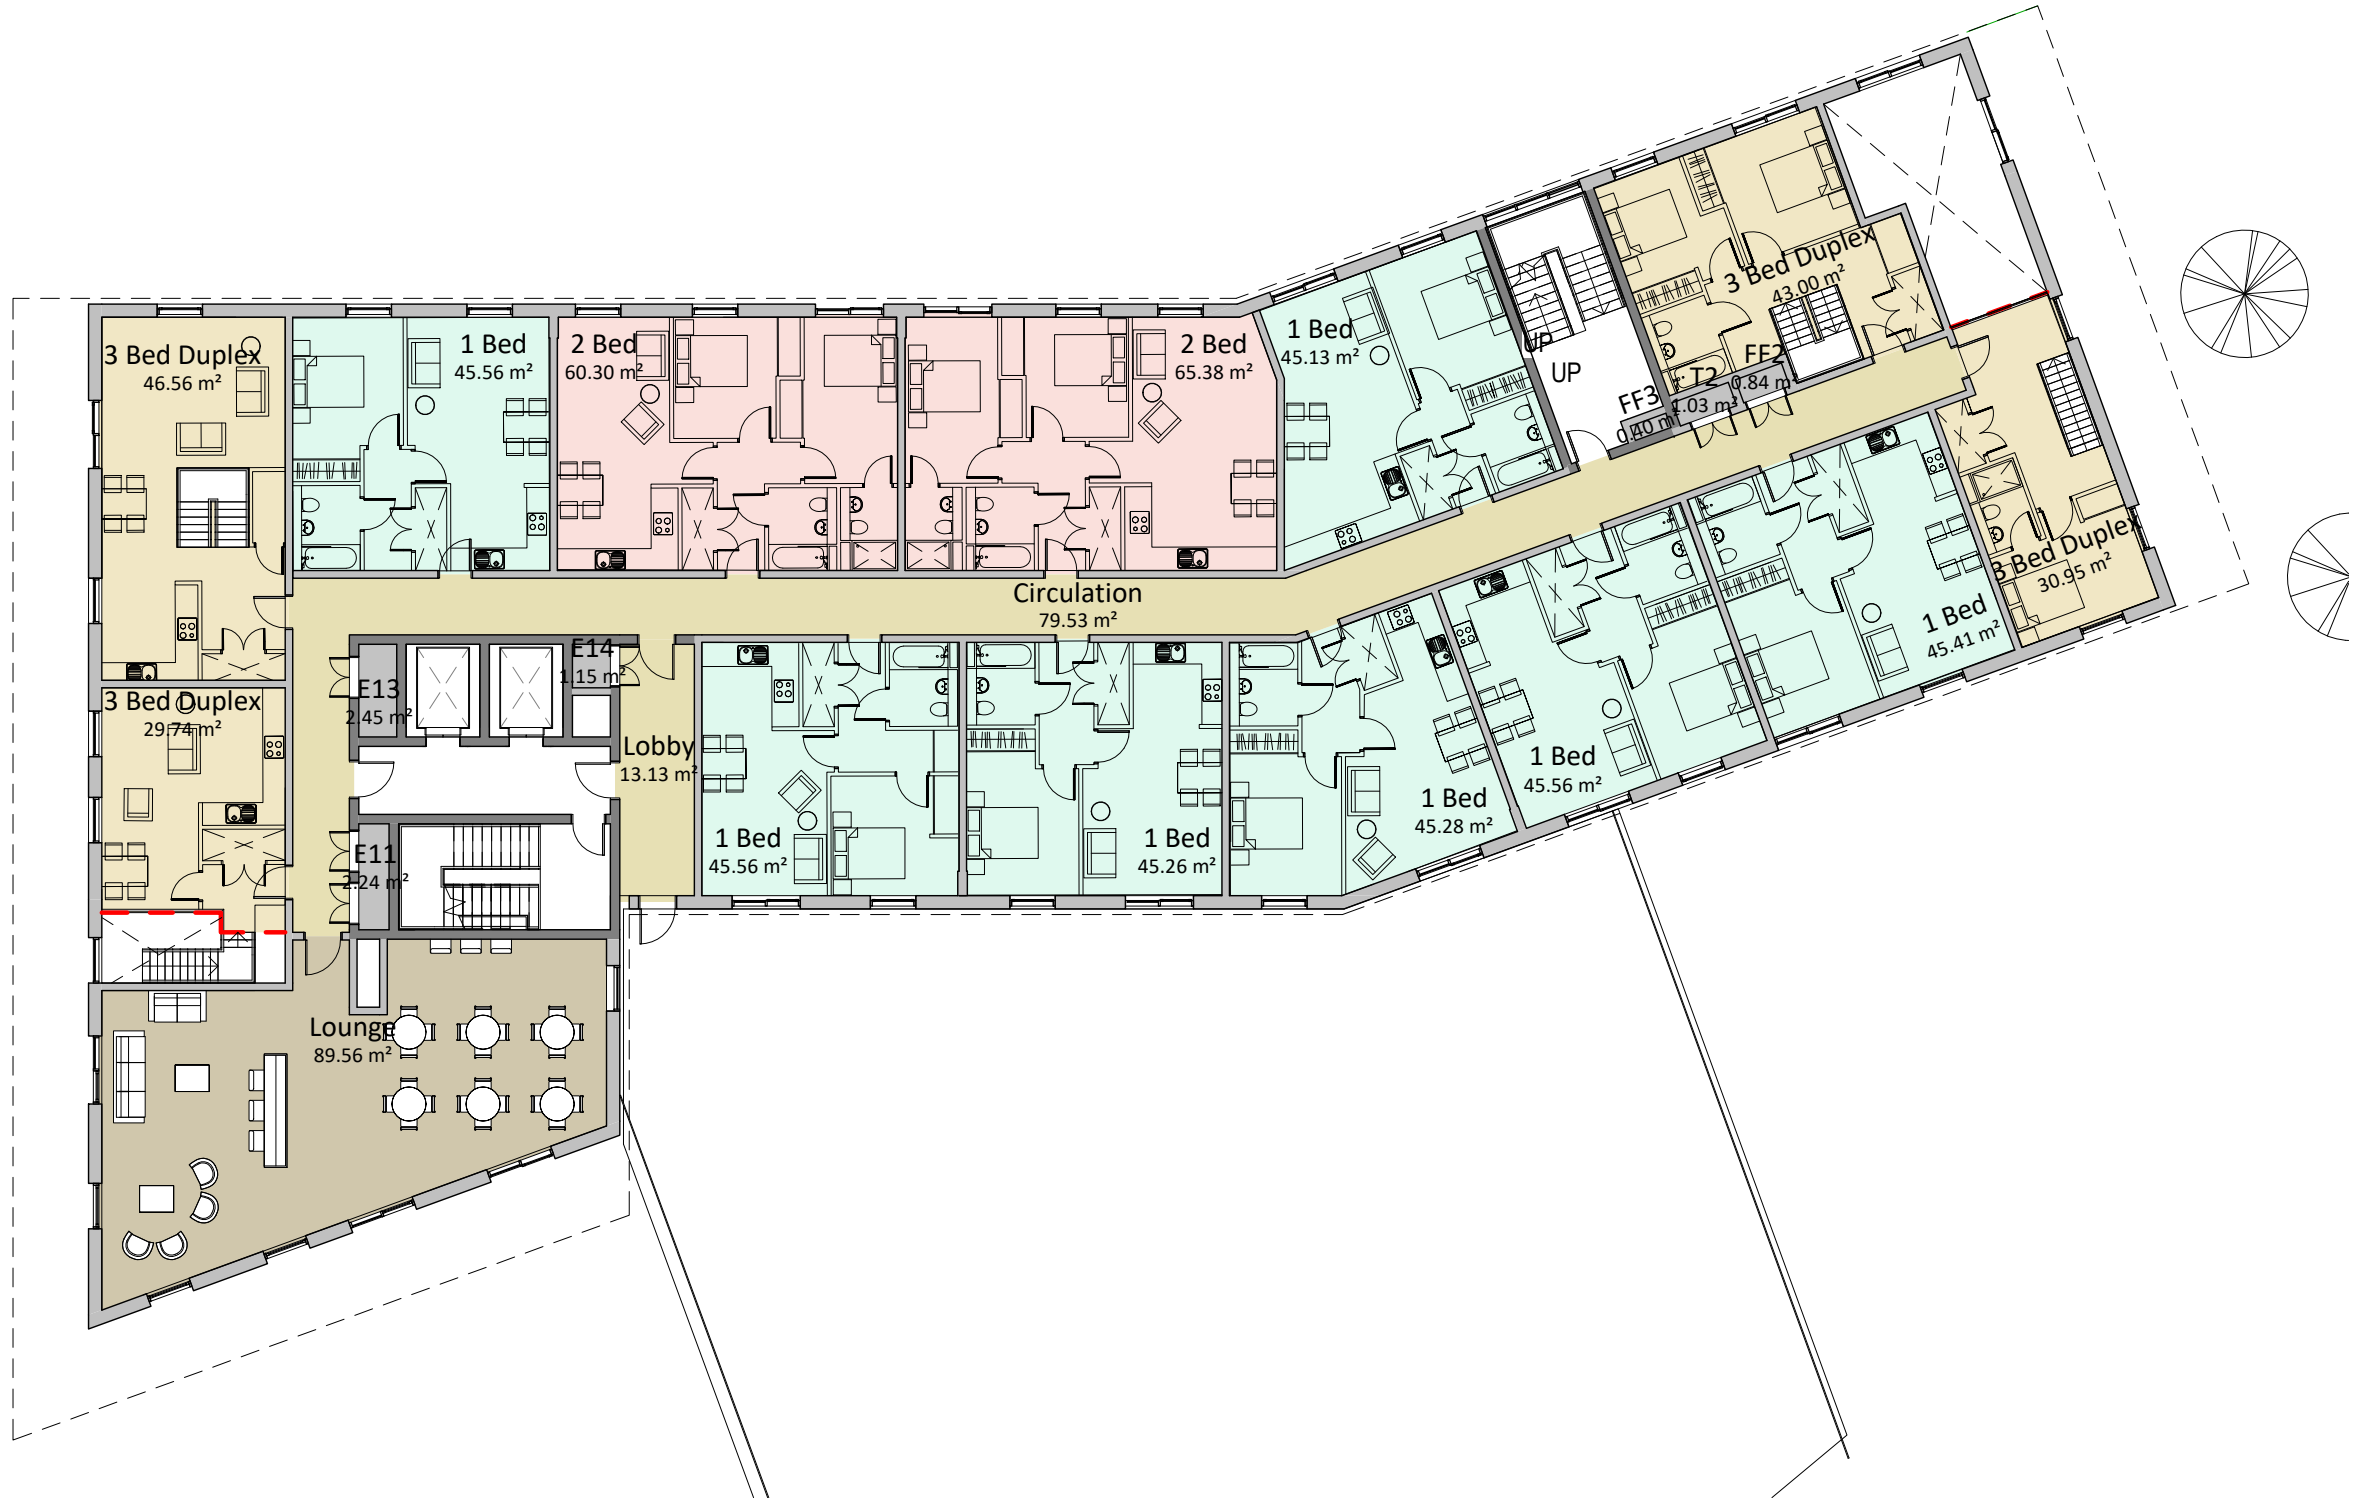 3 Bed Duplex
46.56 m²
1 Bed
45.56 m²
2 Bed
60.30 m²
2 Bed
65.38 m²
1 Bed
45.13 m²
UP
UP
3 Bed Duplex
43.00 m²
FF2
0.84 m²
T2
1.03 m²
FF3
0.40 m²
3 Bed Duplex
30.95 m²
1 Bed
45.41 m²
1 Bed
45.56 m²
1 Bed
45.28 m²
Circulation
79.53 m²
E14
1.15 m²
E13
2.45 m²
3 Bed Duplex
29.74 m²
Lobby
13.13 m²
1 Bed
45.56 m²
1 Bed
45.26 m²
E11
2.24 m²
Lounge
89.56 m²